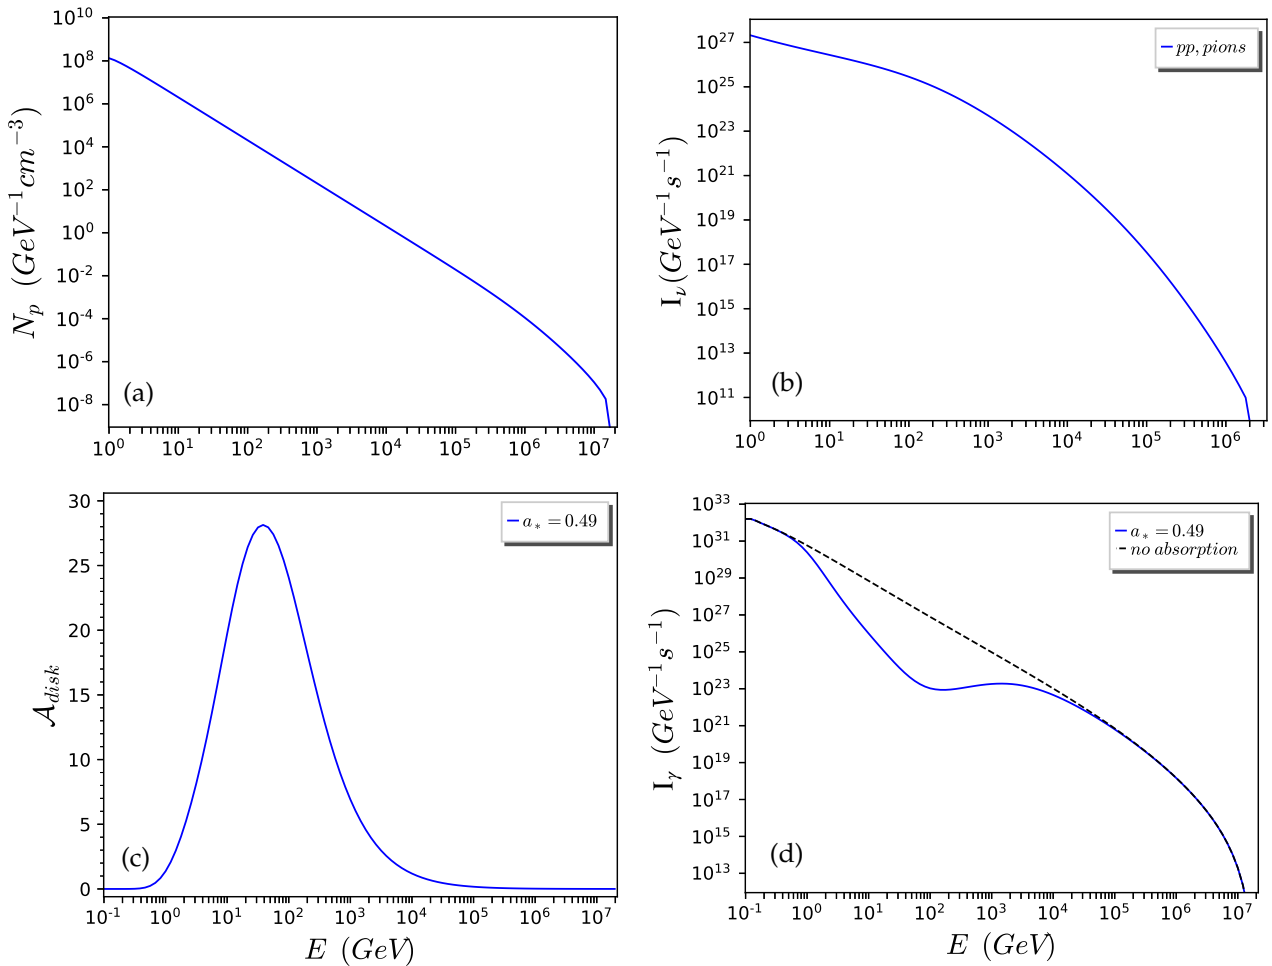 10^10
10^8
10^6
10^4
10^2
10^0
10^-2
10^-4
10^-6
10^-8
N_p (GeV^-1 cm^-3)
(a)
10^0 10^1 10^2 10^3 10^4 10^5 10^6 10^7
10^27
10^25
10^23
10^21
10^19
10^17
10^15
10^13
10^11
I_ν(GeV^-1 s^-1)
pp, pions
(b)
10^0 10^1 10^2 10^3 10^4 10^5 10^6
30
25
20
15
10
5
0
𝒜_disk
a_* = 0.49
(c)
10^-1 10^0 10^1 10^2 10^3 10^4 10^5 10^6 10^7
E (GeV)
10^33
10^31
10^29
10^27
10^25
10^23
10^21
10^19
10^17
10^15
10^13
I_γ (GeV^-1 s^-1)
a_* = 0.49
no absorption
(d)
10^-1 10^0 10^1 10^2 10^3 10^4 10^5 10^6 10^7
E (GeV)